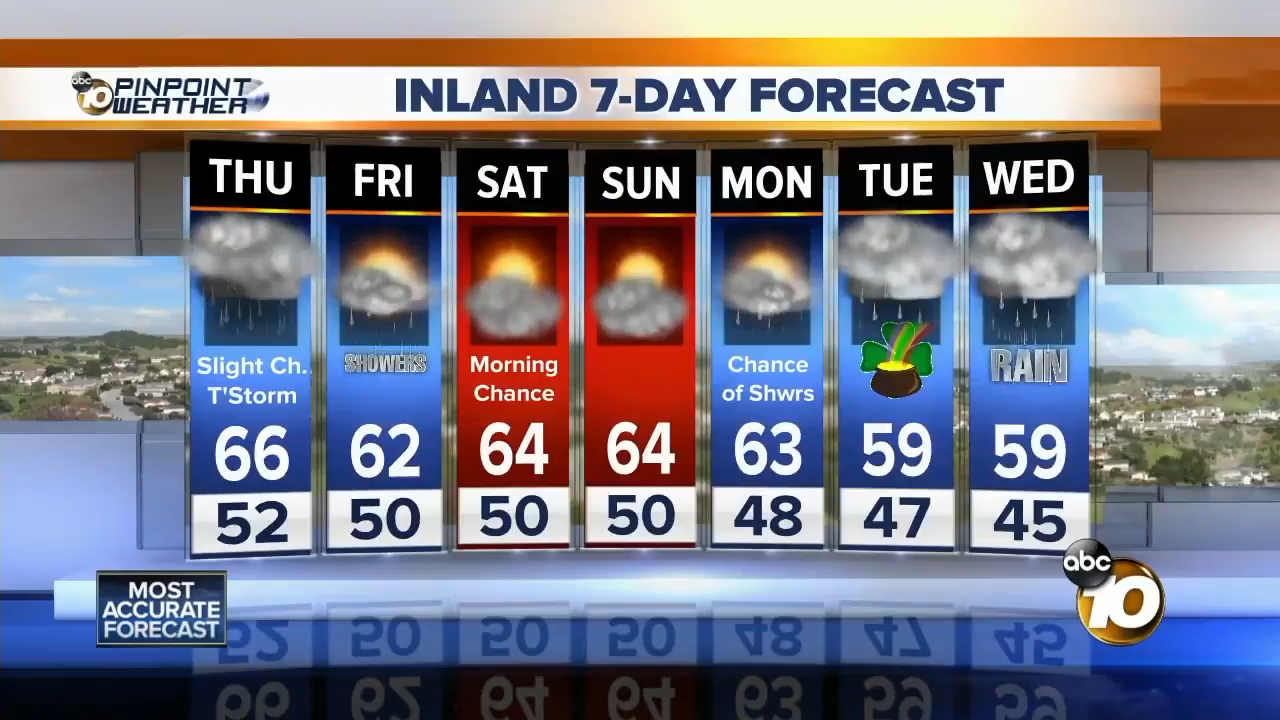 abc
10
PINPOINT
WEATHER
INLAND 7-DAY FORECAST
THU
FRI
SAT
SUN
MON
TUE
WED
Slight Ch.
T'Storm
SHOWERS
Morning
Chance
Chance
of Shwrs
RAIN
66
62
64
64
63
59
59
52
50
50
50
48
47
45
MOST
ACCURATE
FORECAST
abc
10